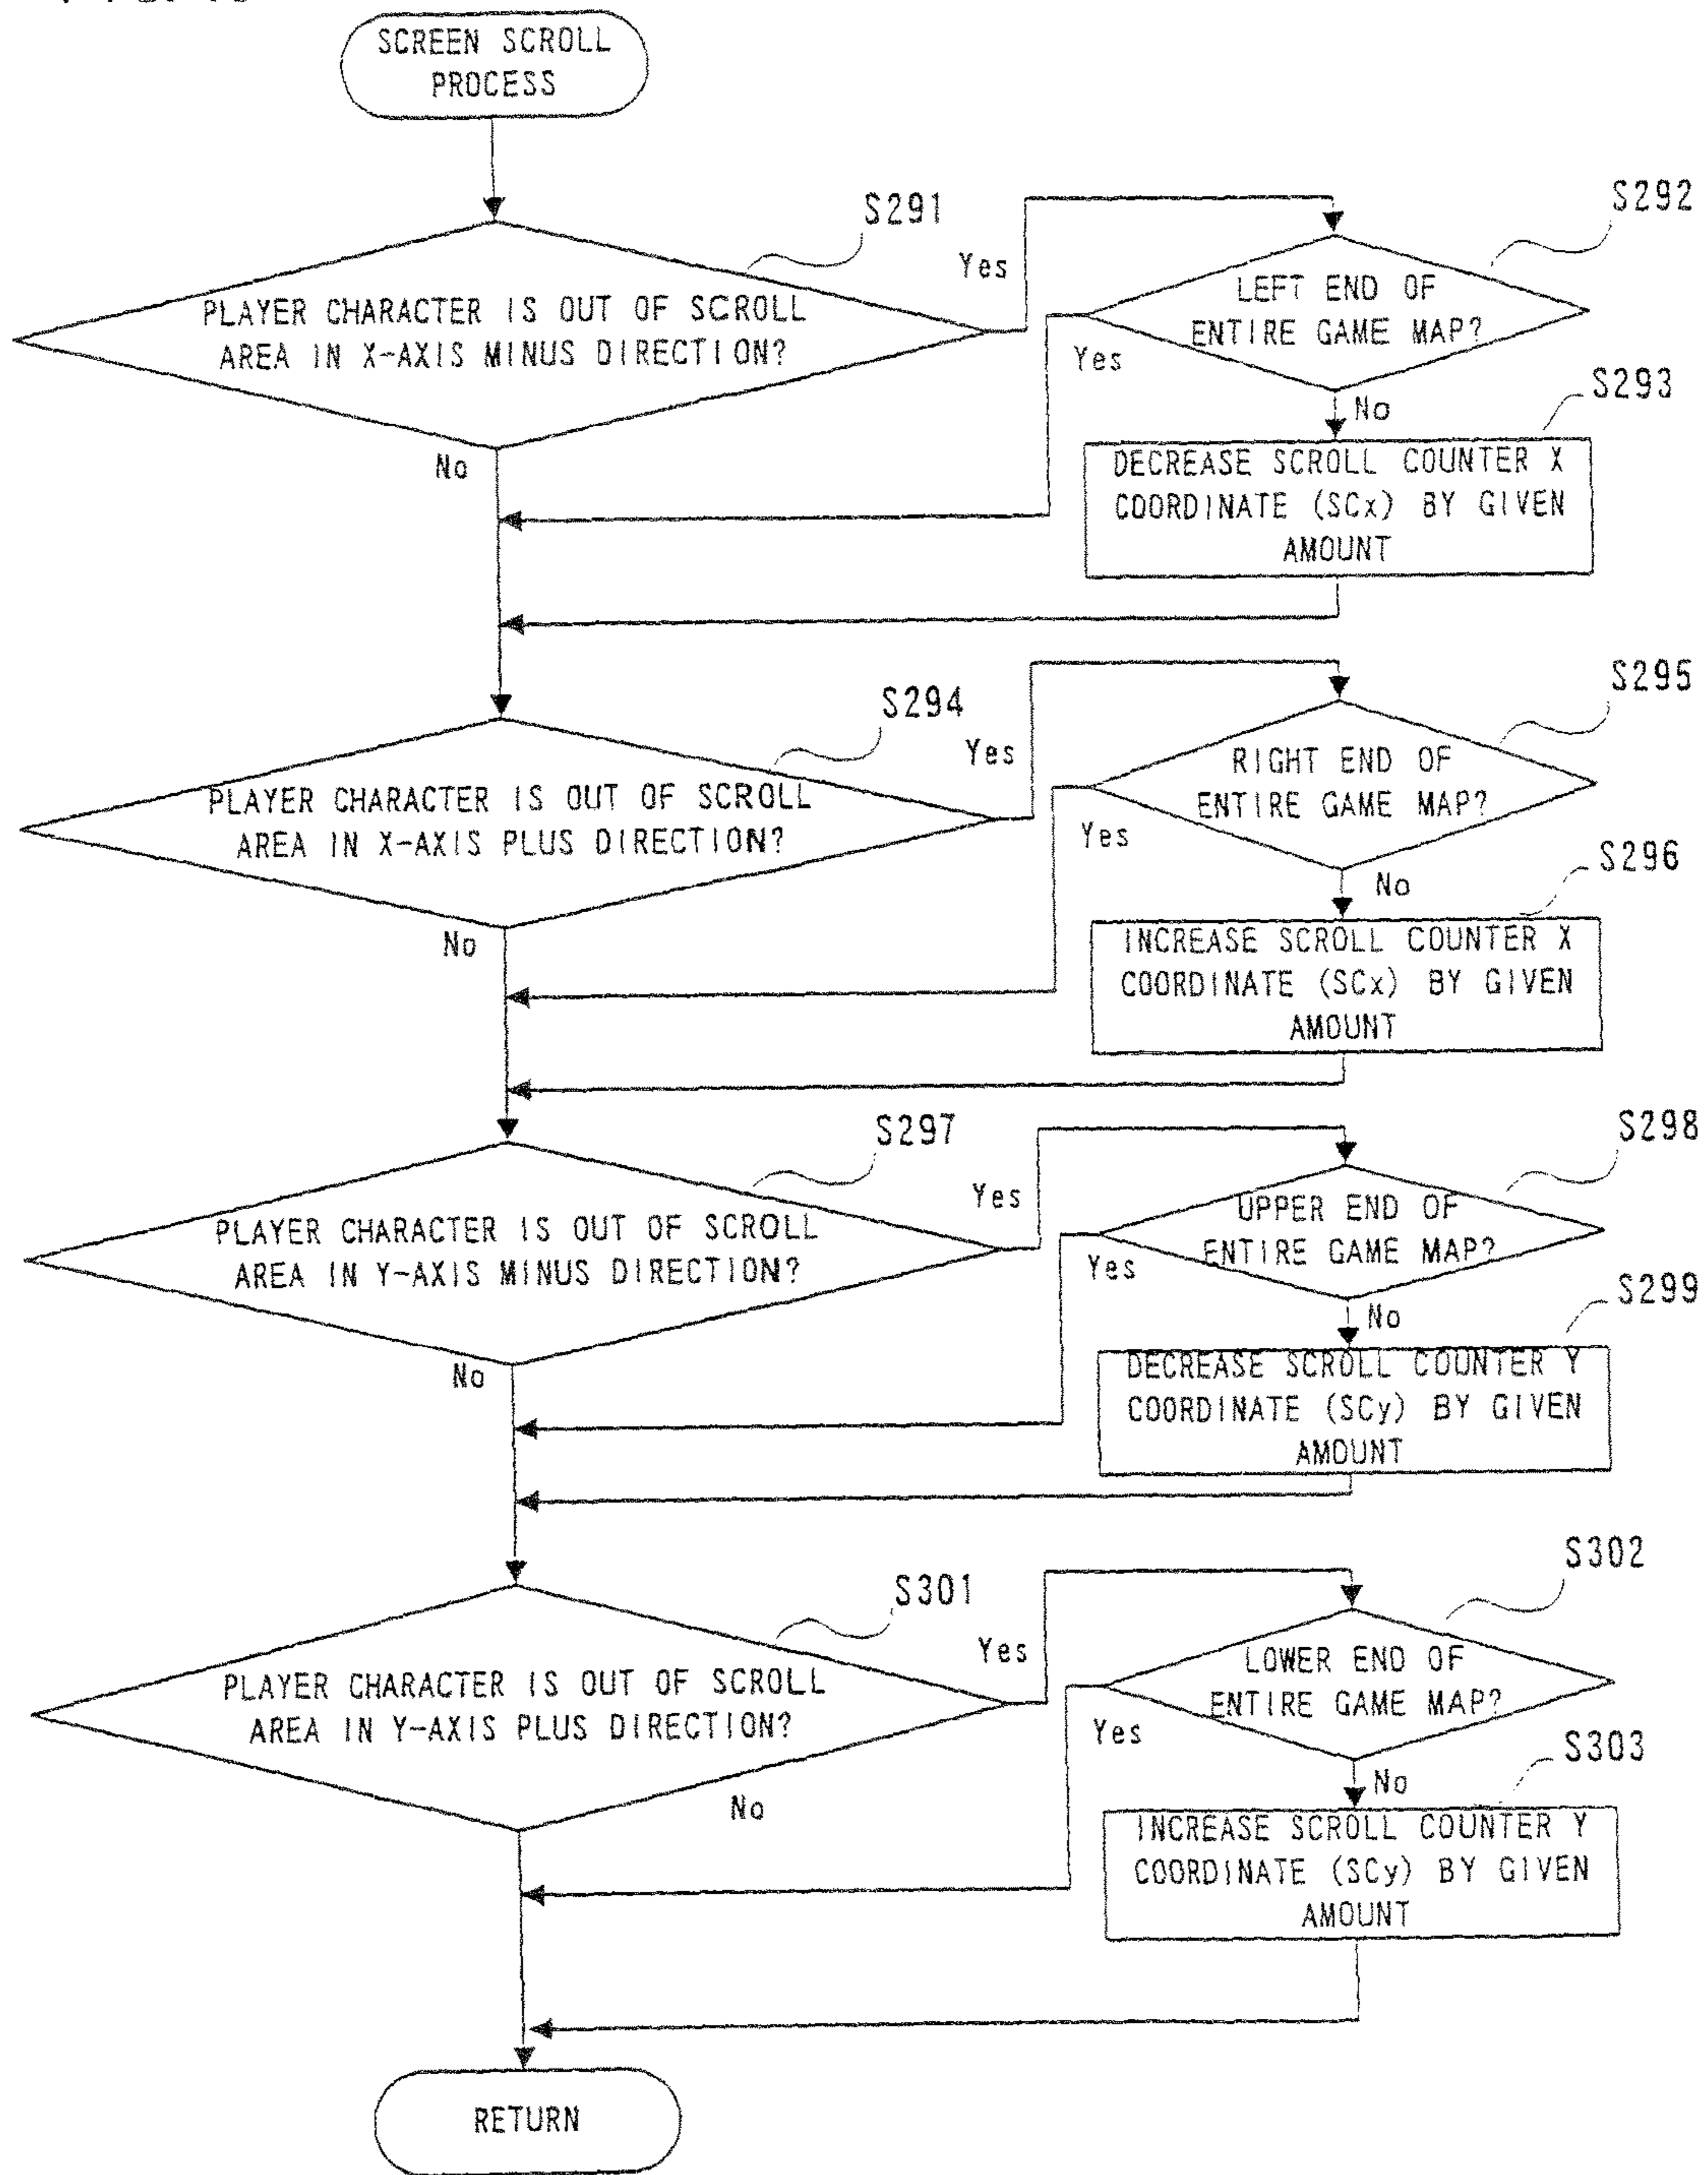 SCREEN SCROLL
PROCESS
S291
S292
Yes
PLAYER CHARACTER IS OUT OF SCROLL
AREA IN X-AXIS MINUS DIRECTION?
LEFT END OF
ENTIRE GAME MAP?
Yes
S293
No
No
DECREASE SCROLL COUNTER X
COORDINATE (SCx) BY GIVEN
AMOUNT
S294
S295
Yes
PLAYER CHARACTER IS OUT OF SCROLL
AREA IN X-AXIS PLUS DIRECTION?
RIGHT END OF
ENTIRE GAME MAP?
Yes
S296
No
No
INCREASE SCROLL COUNTER X
COORDINATE (SCx) BY GIVEN
AMOUNT
S297
S298
Yes
PLAYER CHARACTER IS OUT OF SCROLL
AREA IN Y-AXIS MINUS DIRECTION?
UPPER END OF
ENTIRE GAME MAP?
Yes
S299
No
No
DECREASE SCROLL COUNTER Y
COORDINATE (SCy) BY GIVEN
AMOUNT
S301
S302
Yes
PLAYER CHARACTER IS OUT OF SCROLL
AREA IN Y-AXIS PLUS DIRECTION?
LOWER END OF
ENTIRE GAME MAP?
Yes
S303
No
No
INCREASE SCROLL COUNTER Y
COORDINATE (SCy) BY GIVEN
AMOUNT
RETURN